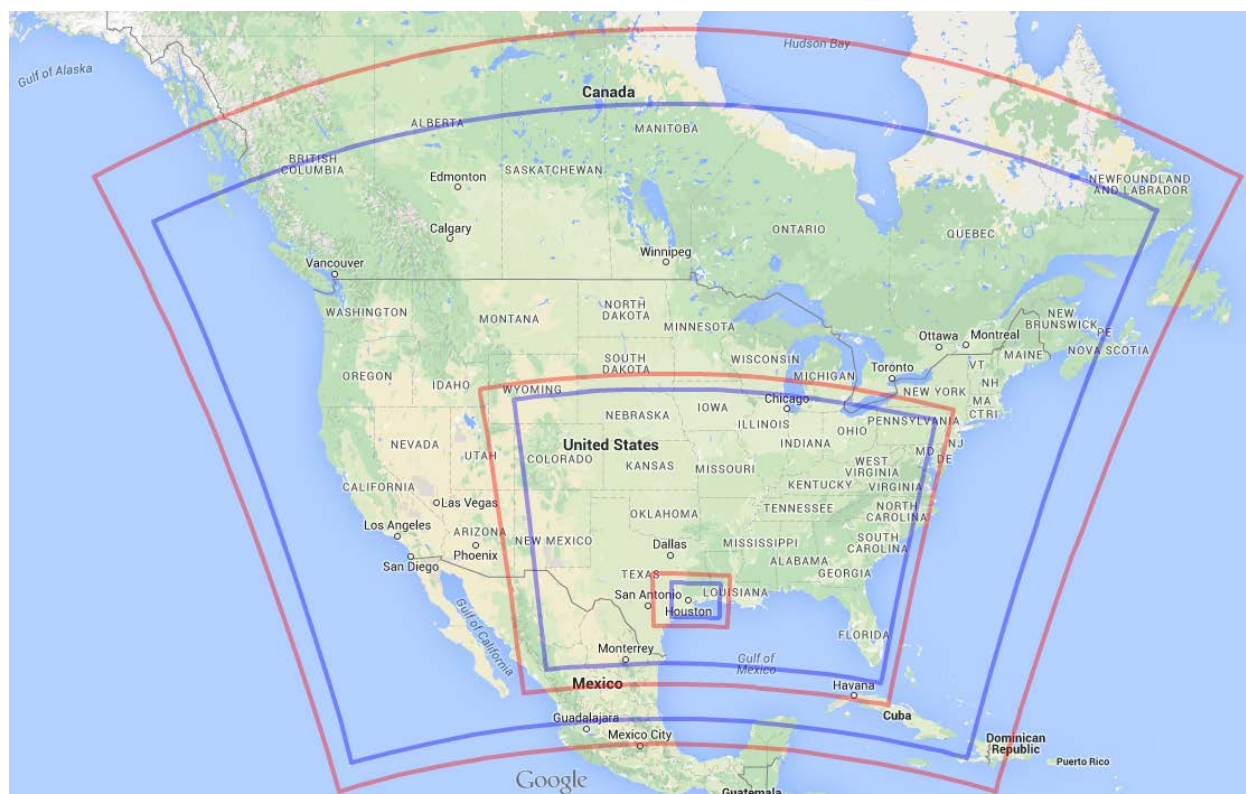 Hudson Bay
Gulf of Alaska
Canada
ALBERTA
MANITOBA
BRITISH
COLUMBIA
Edmonton
SASKATCHEWAN
NEWFOUNDLAND
AND LABRADOR
Calgary
ONTARIO
QUEBEC
Winnipeg
Vancouver
WASHINGTON
MONTANA
NORTH
DAKOTA
MINNESOTA
Ottawa
Montreal
NEW
BRUNSWICK
PE
NOVA SCOTIA
MAINE
OREGON
IDAHO
SOUTH
DAKOTA
WISCONSIN
MICHIGAN
Toronto
VT
NH
WYOMING
NEW YORK
MA
CT
RI
Chicago
NEBRASKA
IOWA
ILLINOIS
PENNSYLVANIA
OHIO
NEVADA
UTAH
United States
COLORADO
KANSAS
MISSOURI
INDIANA
MD
NJ
DE
WEST
VIRGINIA
KENTUCKY
VIRGINIA
CALIFORNIA
Las Vegas
OKLAHOMA
TENNESSEE
NORTH
CAROLINA
Los Angeles
ARIZONA
NEW MEXICO
Phoenix
San Diego
Dallas
MISSISSIPPI
SOUTH
CAROLINA
ALABAMA
GEORGIA
TEXAS
San Antonio
LOUISIANA
Houston
Gulf of California
FLORIDA
Monterrey
Gulf of
Mexico
Mexico
Havana
Cuba
Guadalajara
Mexico City
Dominican
Republic
Puerto Rico
Google
Guatemala